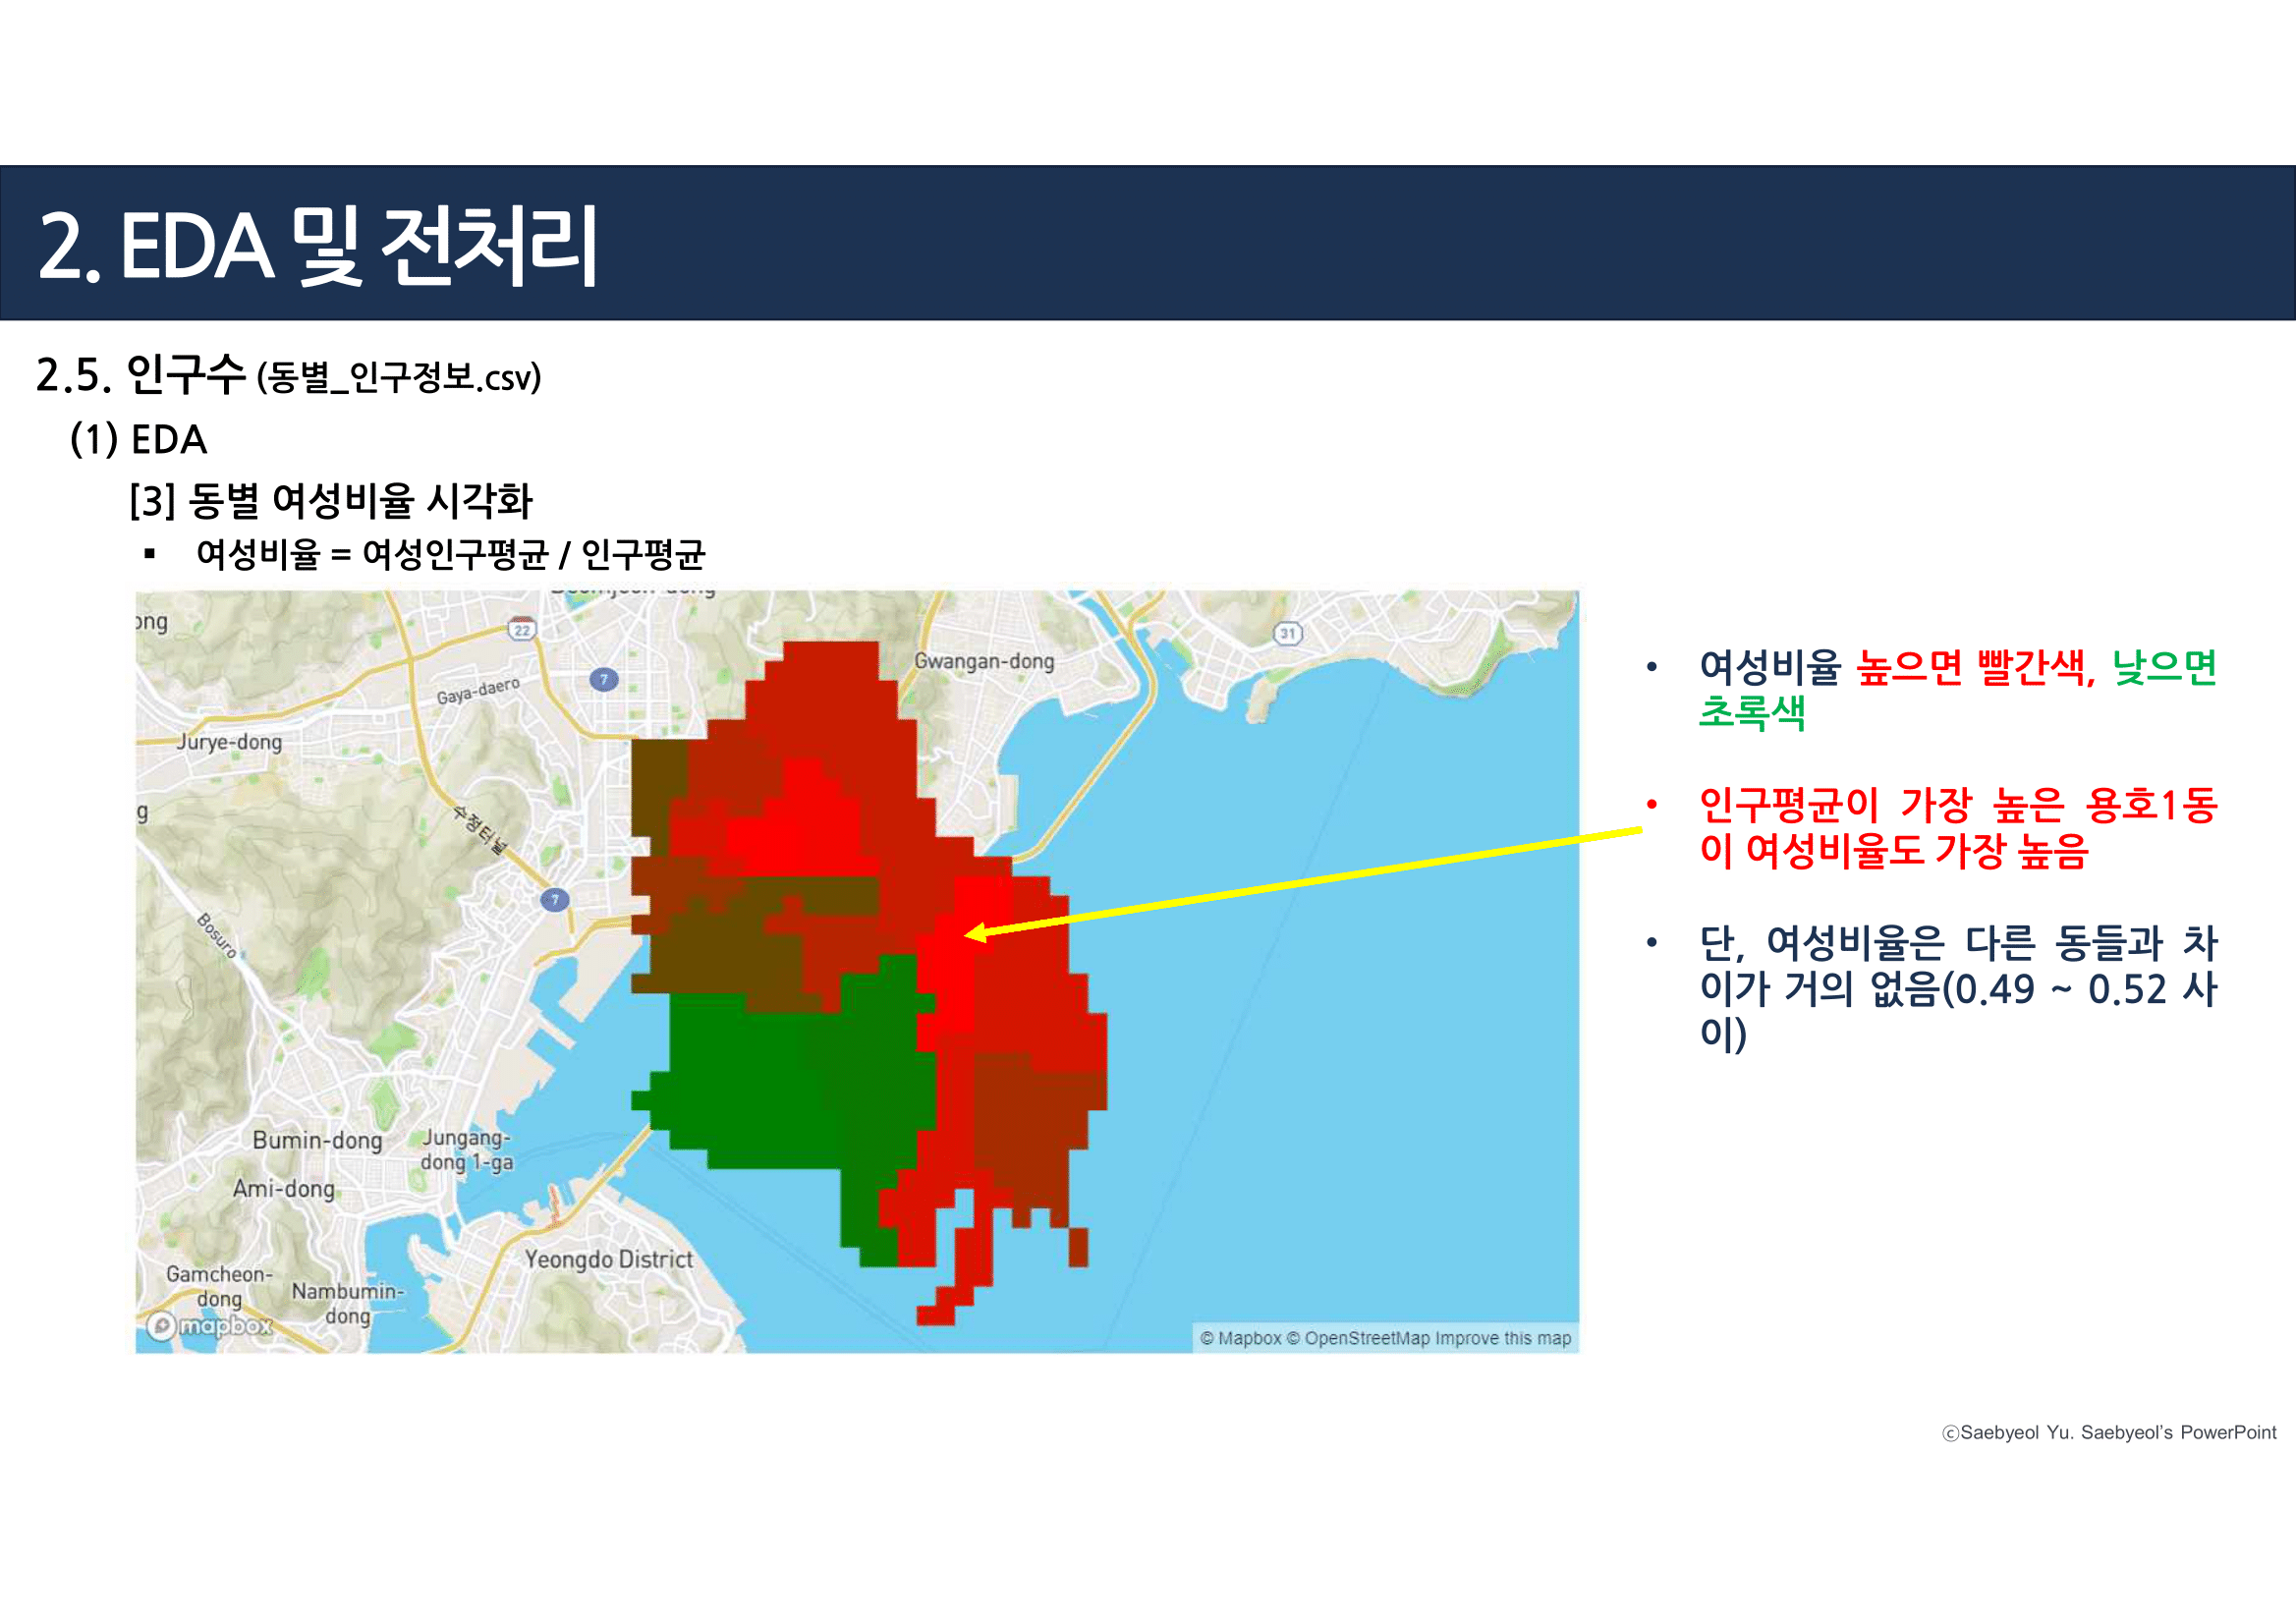 2. EDA 및 전처리
2.5. 인구수 (동별_인구정보.csv)
(1) EDA
[3] 동별 여성비율 시각화
▪ 여성비율 = 여성인구평균 / 인구평균
22
31
Gwangan-dong
7
Gaya-daero
Jurye-dong
수정터널
7
Bosuro
Bumin-dong
Jungang-
dong 1-ga
Ami-dong
Yeongdo District
Gamcheon-
dong
Nambumin-
dong
mapbox
© Mapbox © OpenStreetMap Improve this map
• 여성비율 높으면 빨간색, 낮으면
초록색
• 인구평균이 가장 높은 용호1동
이 여성비율도 가장 높음
• 단, 여성비율은 다른 동들과 차
이가 거의 없음(0.49 ~ 0.52 사
이)
ⓒSaebyeol Yu. Saebyeol's PowerPoint